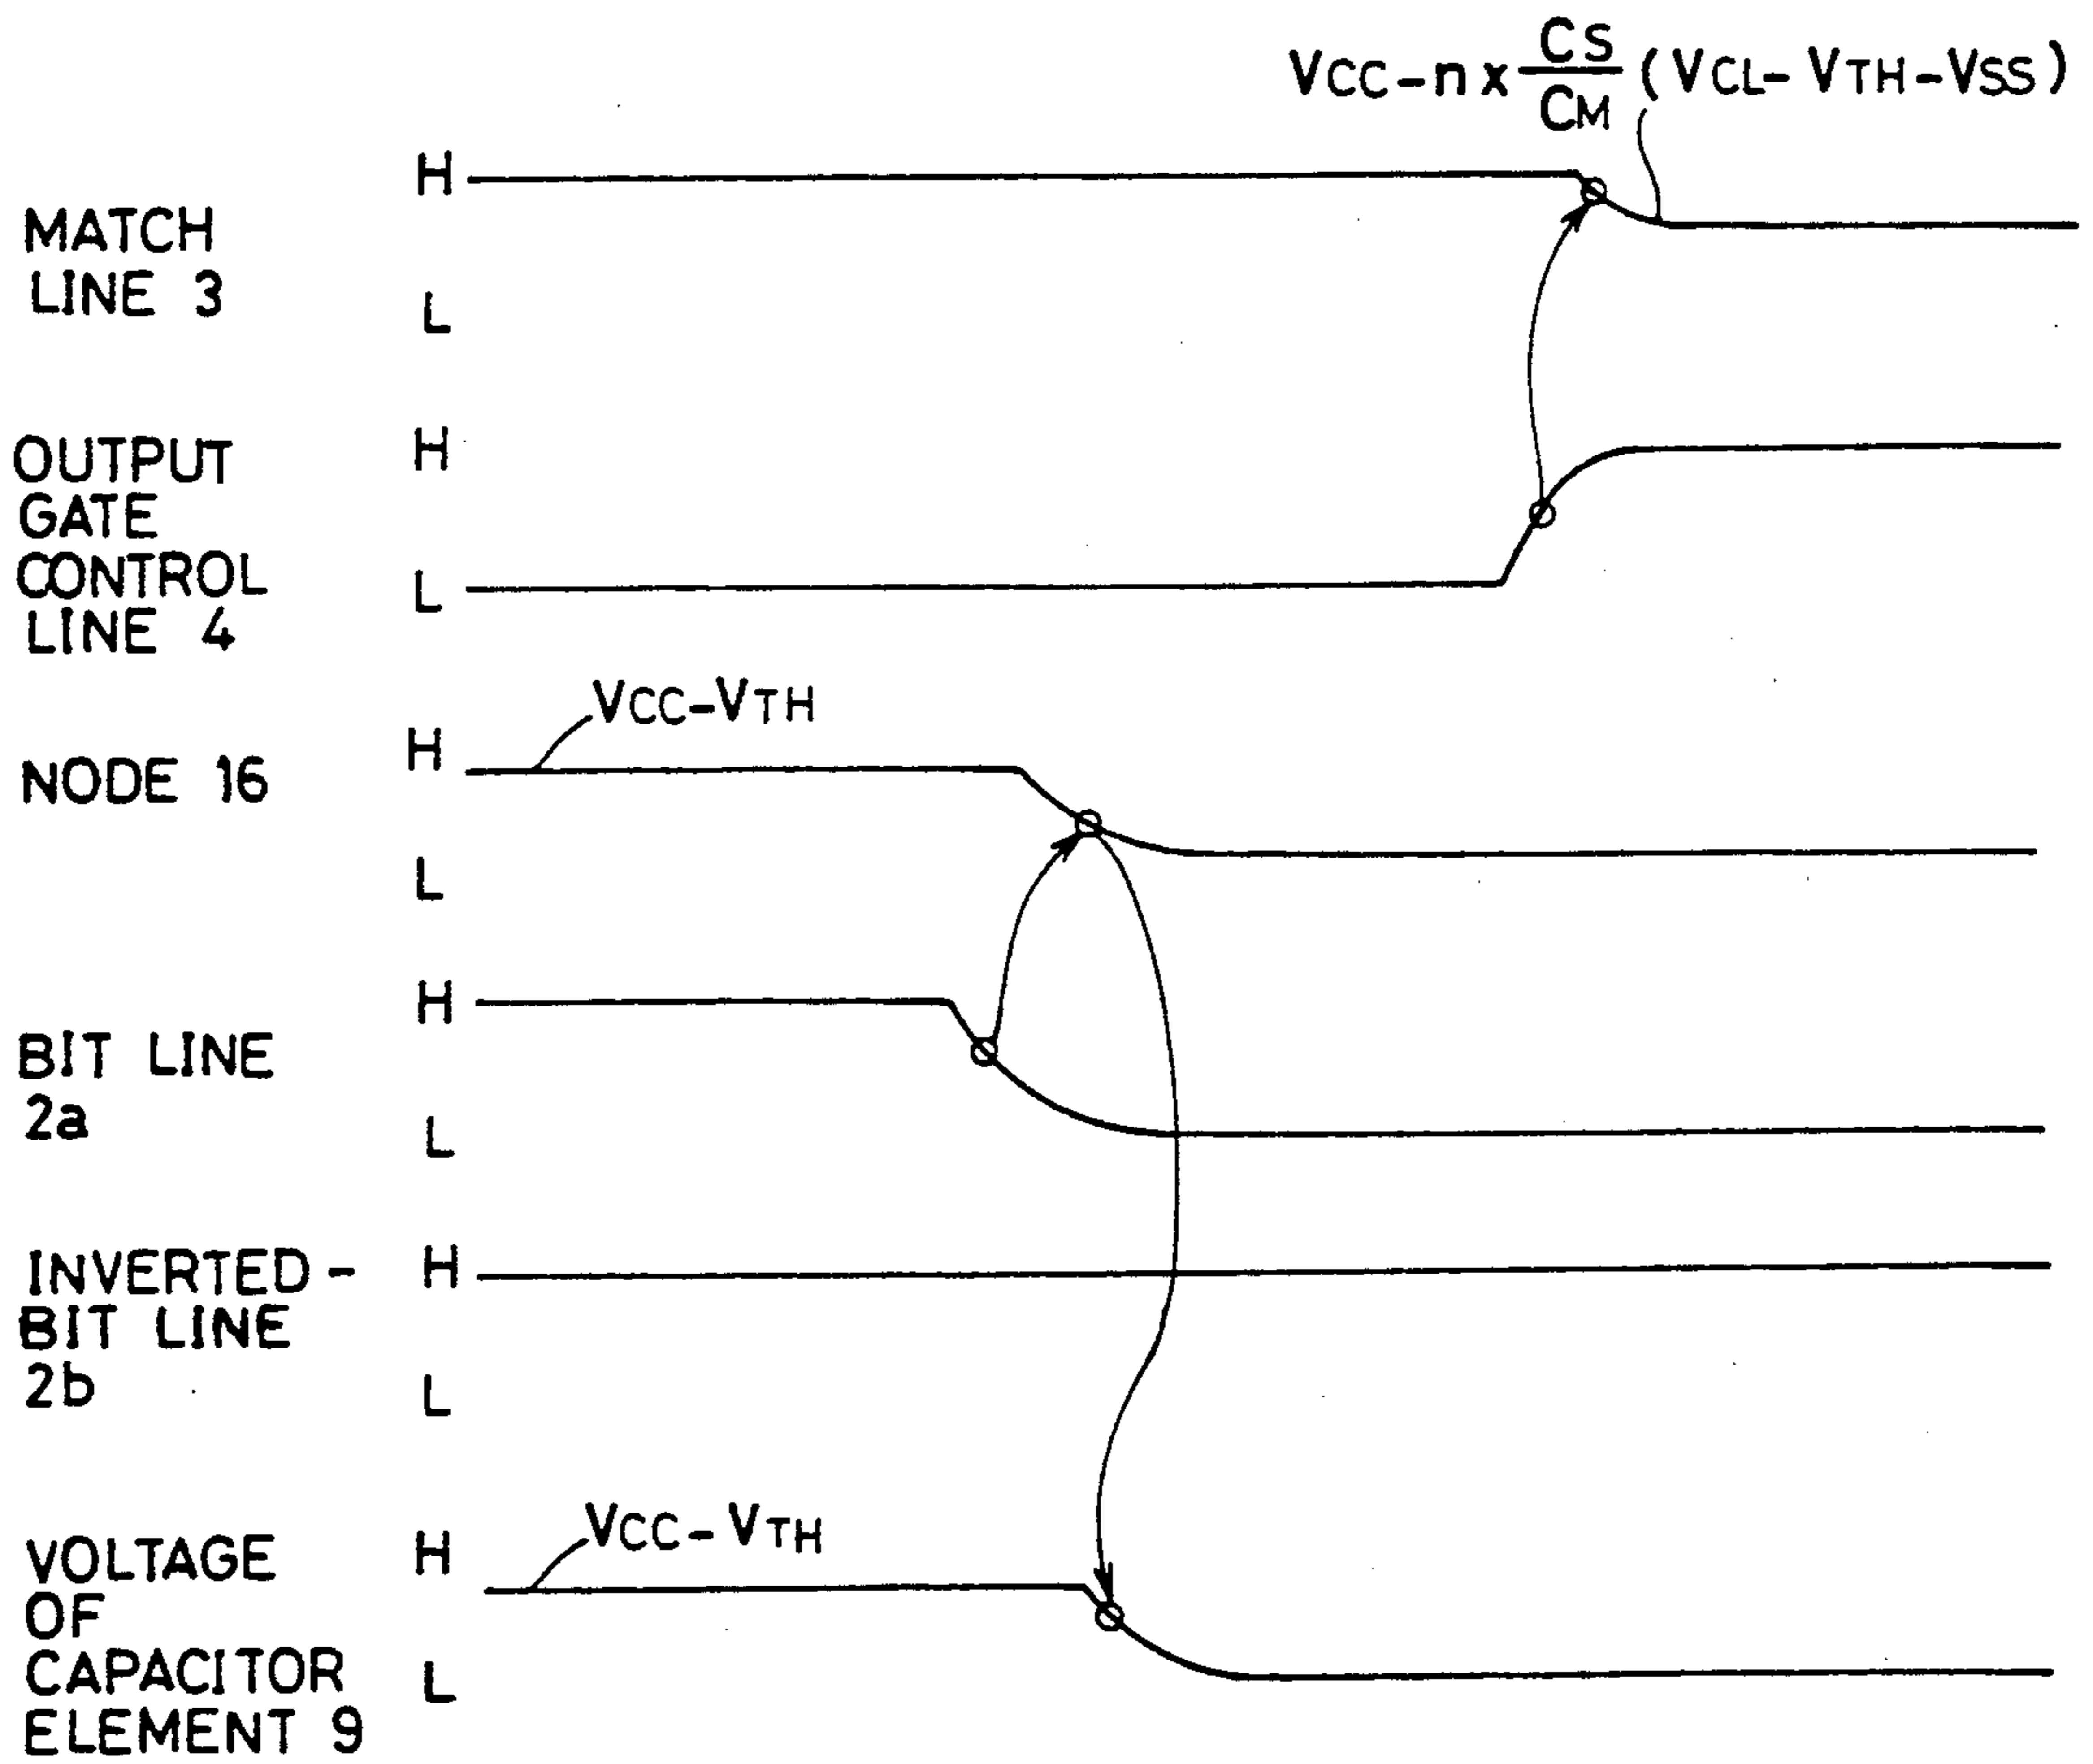 VCC-n x CS/CM (VCL-VTH-VSS)
H
MATCH
LINE 3
L
OUTPUT
GATE
CONTROL
LINE 4
H
L
VCC-VTH
H
NODE 16
L
H
BIT LINE
2a
L
INVERTED-
BIT LINE
2b
H
L
VCC-VTH
H
VOLTAGE
OF
CAPACITOR
ELEMENT 9
L